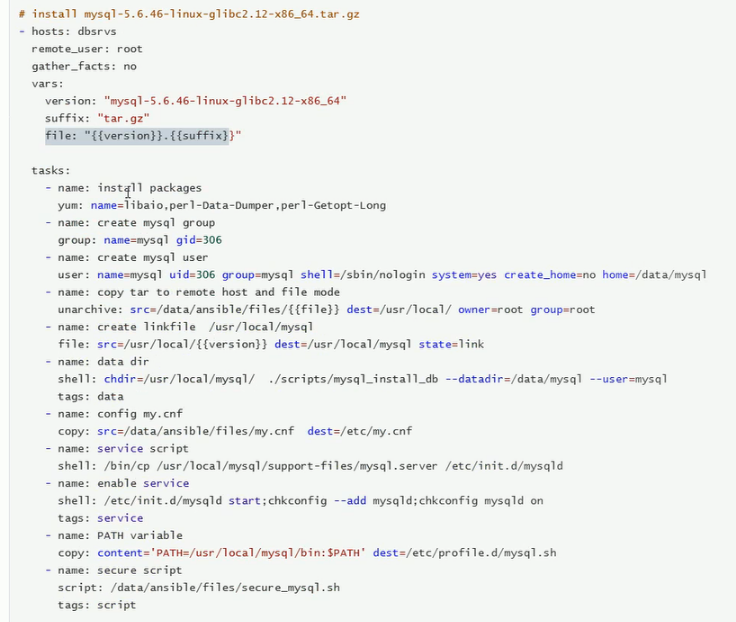 # install mysql-5.6.46-linux-glibc2.12-x86_64.tar.gz
- hosts: dbsrvs
remote_user: root
gather_facts: no
vars:
version: "mysql-5.6.46-linux-glibc2.12-x86_64"
suffix: "tar.gz"
file: "{{version}}.{{suffix}}"
tasks:
- name: install packages
yum: name=libaio,perl-Data-Dumper,perl-Getopt-Long
- name: create mysql group
group: name=mysql gid=306
- name: create mysql user
user: name=mysql uid=306 group=mysql shell=/sbin/nologin system=yes create_home=no home=/data/mysql
- name: copy tar to remote host and file mode
unarchive: src=/data/ansible/files/{{file}} dest=/usr/local/ owner=root group=root
- name: create linkfile  /usr/local/mysql
file: src=/usr/local/{{version}} dest=/usr/local/mysql state=link
- name: data dir
shell: chdir=/usr/local/mysql/  ./scripts/mysql_install_db --datadir=/data/mysql --user=mysql
tags: data
- name: config my.cnf
copy: src=/data/ansible/files/my.cnf  dest=/etc/my.cnf
- name: service script
shell: /bin/cp /usr/local/mysql/support-files/mysql.server /etc/init.d/mysqld
- name: enable service
shell: /etc/init.d/mysqld start;chkconfig --add mysqld;chkconfig mysqld on
tags: service
- name: PATH variable
copy: content='PATH=/usr/local/mysql/bin:$PATH' dest=/etc/profile.d/mysql.sh
- name: secure script
script: /data/ansible/files/secure_mysql.sh
tags: script